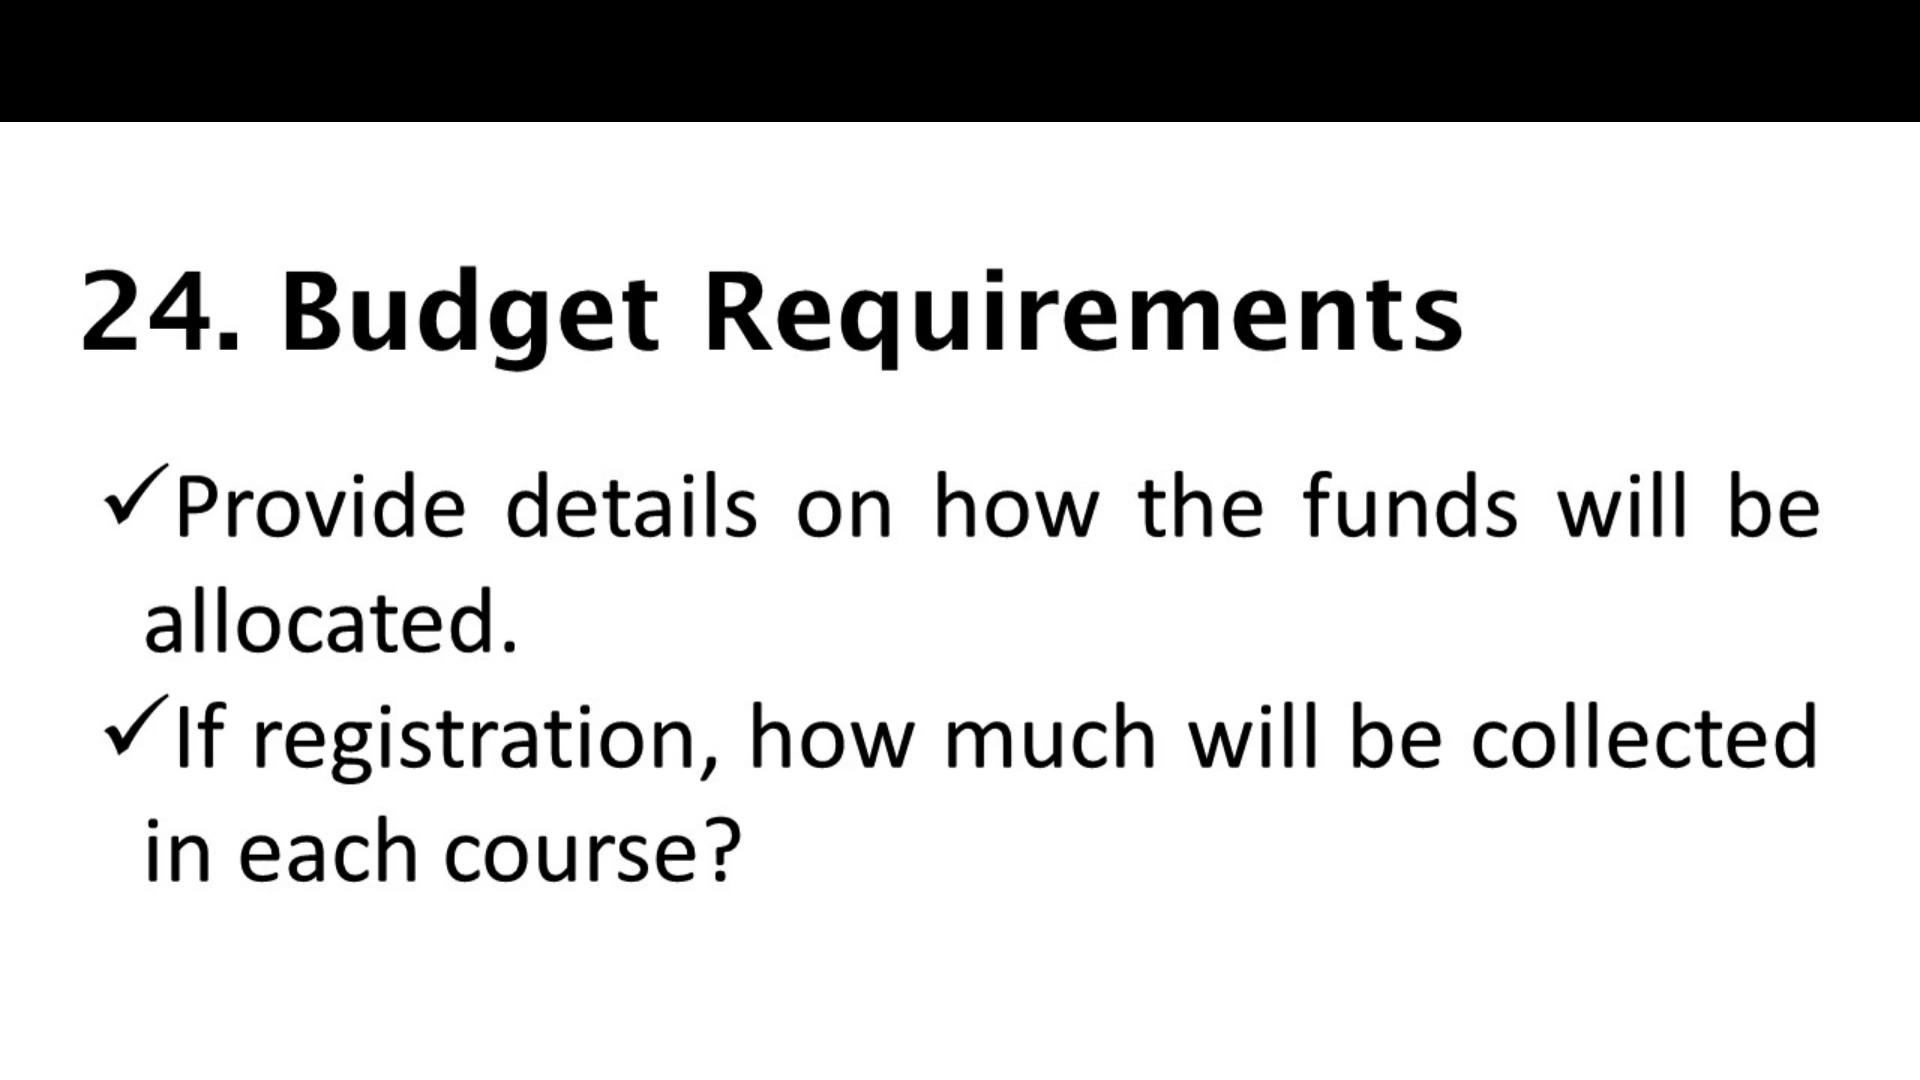 24. Budget Requirements
✓Provide details on how the funds will be
allocated.
✓If registration, how much will be collected
in each course?